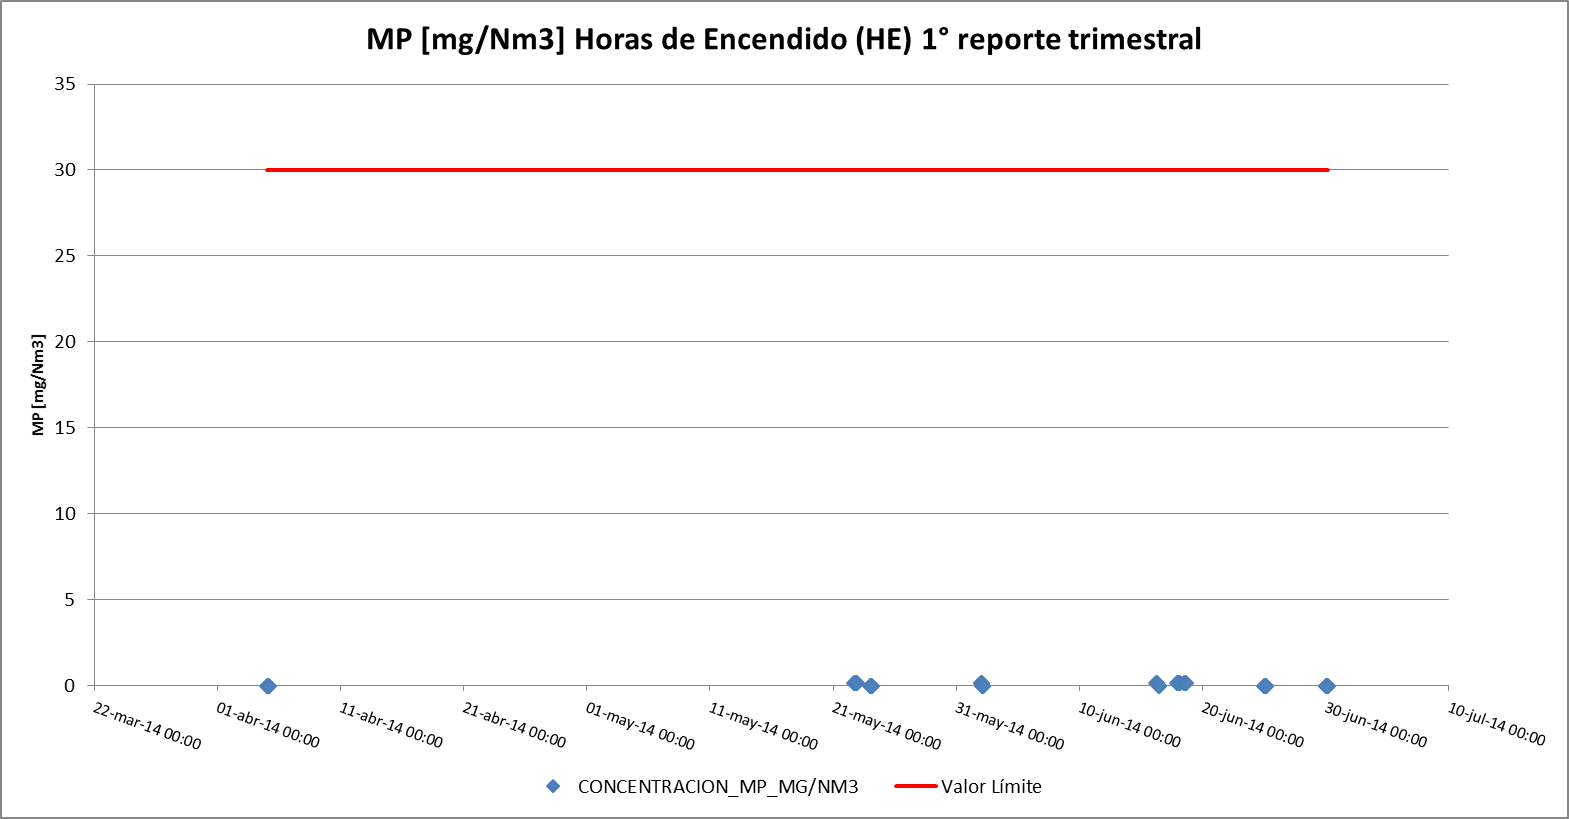 MP [mg/Nm3] Horas de Encendido (HE) 1° reporte trimestral
35
30
25
20
15
10
5
0
MP [mg/Nm3]
22-mar-14 00:00
01-abr-14 00:00
11-abr-14 00:00
21-abr-14 00:00
01-may-14 00:00
11-may-14 00:00
21-may-14 00:00
31-may-14 00:00
10-jun-14 00:00
20-jun-14 00:00
30-jun-14 00:00
10-jul-14 00:00
CONCENTRACION_MP_MG/NM3
Valor Límite